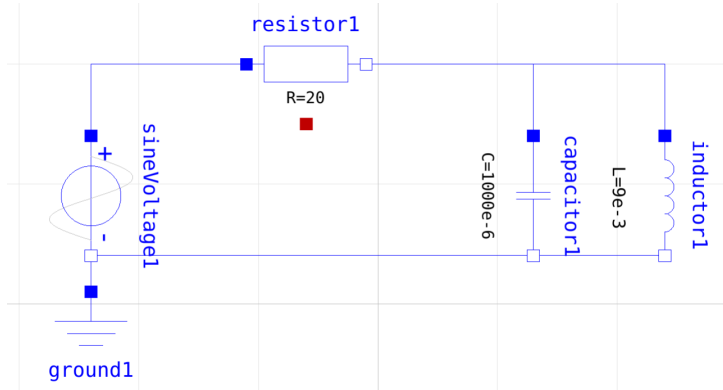 resistor1
R=20
+
sineVoltage1
-
C=1000e-6
capacitor1
L=9e-3
inductor1
ground1